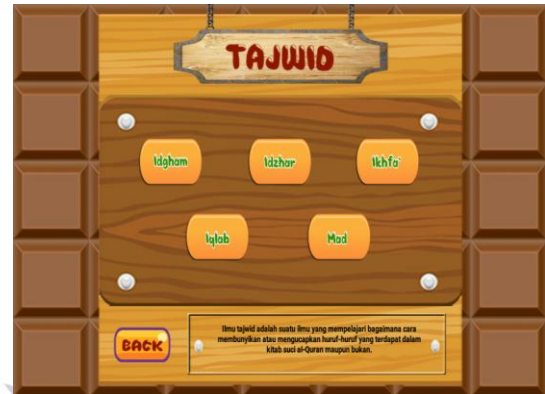 TAJWID
Idgham
Idzhar
Ikhfa'
Iqlab
Mad
BACK
Ilmu tajwid adalah suatu ilmu yang mempelajari bagaimana cara
membunyikan atau mengucapkan huruf-huruf yang terdapat dalam
kitab suci al-Quran maupun bukan.